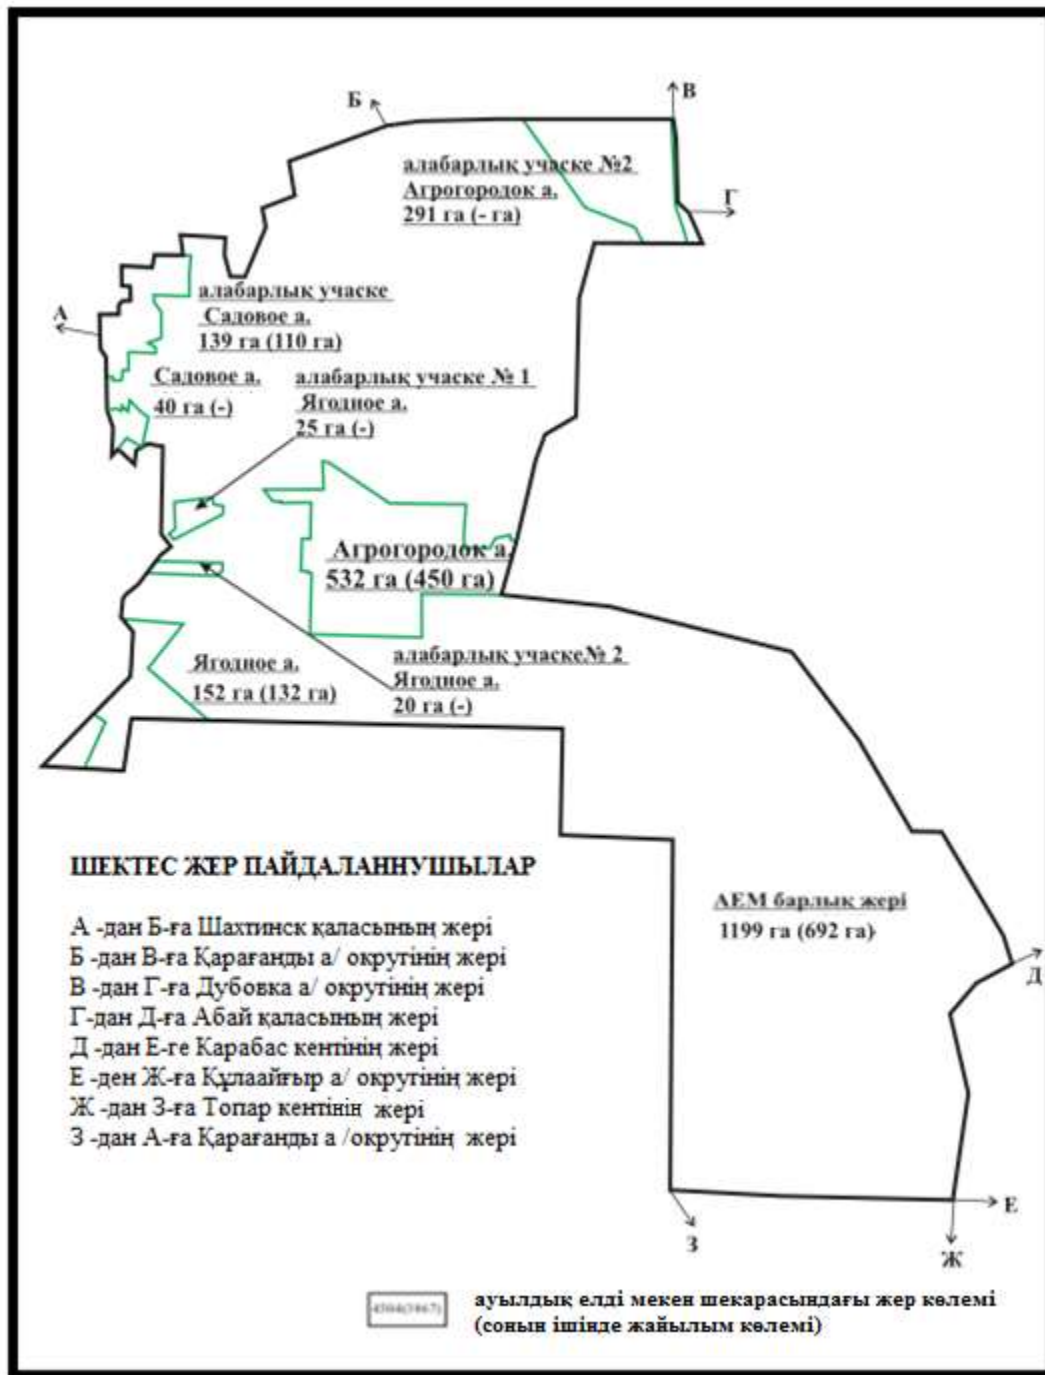 Б
В
алабарлық учаске №2
Агрогородок а.
291 га (- га)
Г
алабарлық учаске
Садовое а.
139 га (110 га)
А
Садовое а.
40 га (-)
алабарлық учаске № 1
Ягодное а.
25 га (-)
Агрогородок а.
532 га (450 га)
Ягодное а.
152 га (132 га)
алабарлық учаске№ 2
Ягодное а.
20 га (-)
ШЕКТЕС ЖЕР ПАЙДАЛАННУШЫЛАР
А -дан Б-ға Шахтинск қаласының жері
Б -дан В-ға Қарағанды а/ округінің жері
В -дан Г-ға Дубовка а/ округінің жері
Г-дан Д-ға Абай қаласының жері
Д -дан Е-ге Карабас кентінің жері
Е -ден Ж-ға Құлаайғыр а/ округінің жері
Ж -дан З-ға Топар кентінін жері
З -дан А-ға Қарағанды а /округінің жері
АЕМ барлық жері
1199 га (692 га)
Д
Е
З
Ж
ауылдық елді мекен шекарасындағы жер көлемі
(сонын ішінде жайылым көлемі)